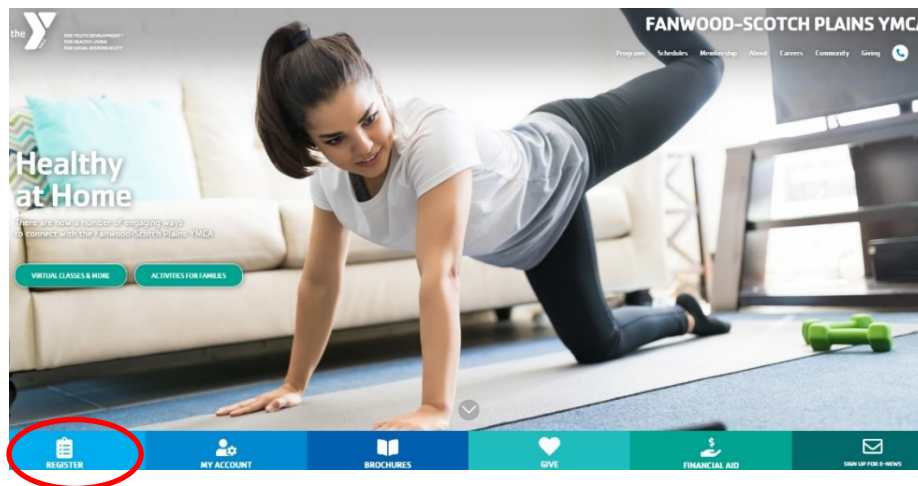 the
YMCA
FOR YOUTH DEVELOPMENT®
FOR HEALTHY LIVING
FOR SOCIAL RESPONSIBILITY
FANWOOD-SCOTCH PLAINS YMCA
Programs Schedules Membership About Careers Community Giving
Healthy
at Home
There are now a number of engaging ways
to connect with the Fanwood-Scotch Plains YMCA
VIRTUAL CLASSES & MORE ACTIVITIES FOR FAMILIES
REGISTER MY ACCOUNT BROCHURES GIVE FINANCIAL AID SIGN UP FOR E-NEWS